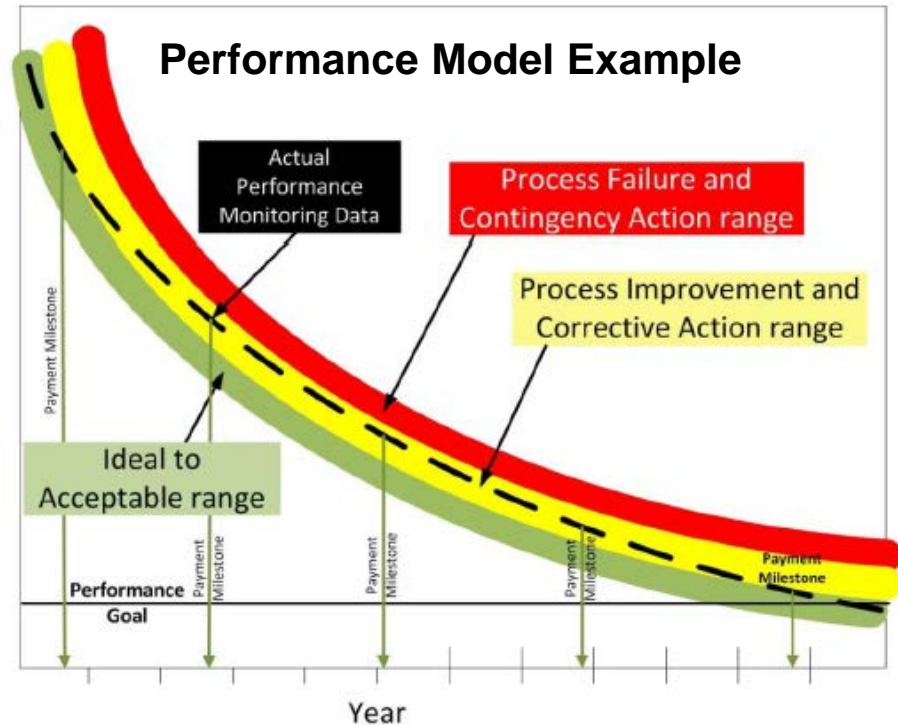 Performance Model Example
Actual
Performance
Monitoring Data
Process Failure and
Contingency Action range
Process Improvement and
Corrective Action range
Payment Milestone
Ideal to
Acceptable range
Payment
Milestone
Payment
Milestone
Payment
Milestone
Payment
Milestone
Performance
Goal
Year